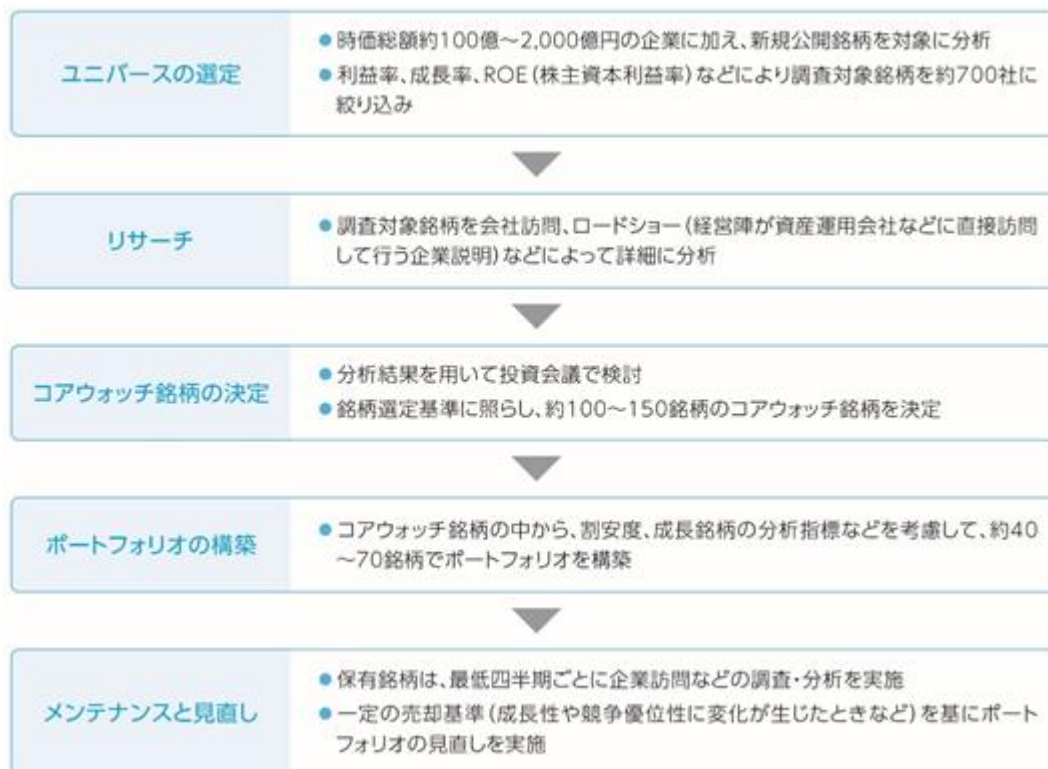 ユニバースの選定
●時価総額約100億～2,000億円の企業に加え、新規公開銘柄を対象に分析
●利益率、成長率、ROE(株主資本利益率)などにより調査対象銘柄を約700社に
絞り込み
リサーチ
●調査対象銘柄を会社訪問、ロードショー(経営陣が資産運用会社などに直接訪問
して行う企業説明)などによって詳細に分析
コアウォッチ銘柄の決定
●分析結果を用いて投資会議で検討
●銘柄選定基準に照らし、約100～150銘柄のコアウォッチ銘柄を決定
ポートフォリオの構築
●コアウォッチ銘柄の中から、割安度、成長銘柄の分析指標などを考慮して、約40
～70銘柄でポートフォリオを構築
メンテナンスと見直し
●保有銘柄は、最低四半期ごとに企業訪問などの調査・分析を実施
●一定の売却基準(成長性や競争優位性に変化が生じたときなど)を基にポート
フォリオの見直しを実施